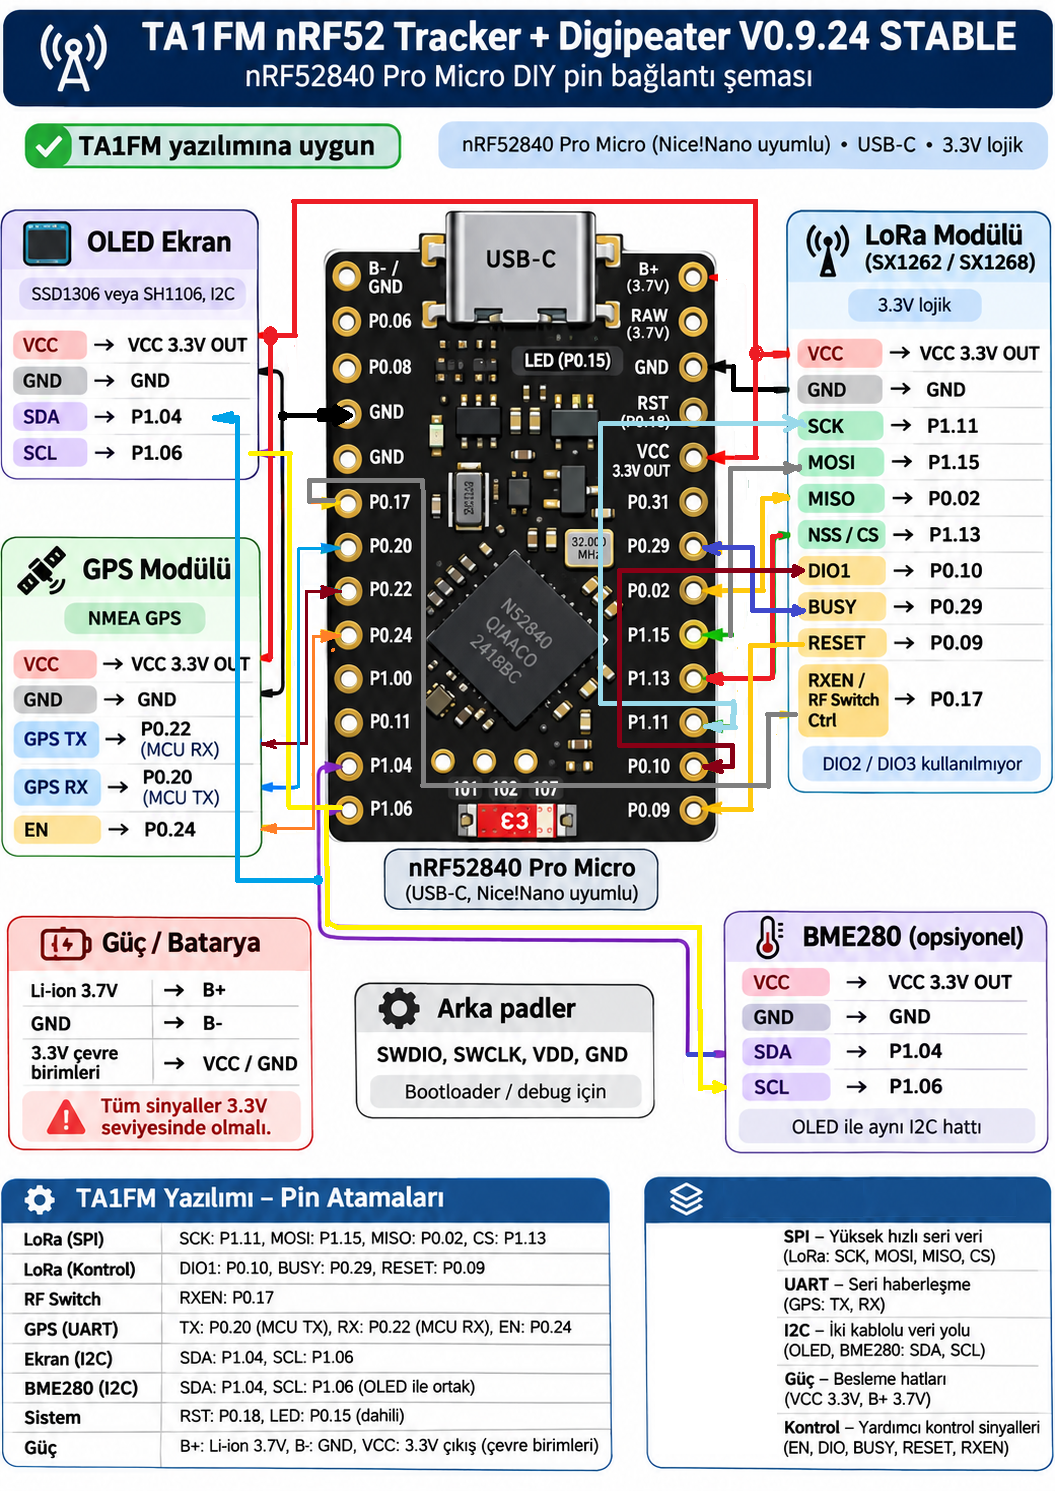 TA1FM nRF52 Tracker + Digipeater V0.9.24 STABLE
nRF52840 Pro Micro DIY pin bağlantı şeması
TA1FM yazılımına uygun
nRF52840 Pro Micro (Nice!Nano uyumlu) • USB-C • 3.3V lojik
OLED Ekran
SSD1306 veya SH1106, I2C
VCC → VCC 3.3V OUT
GND → GND
SDA → P1.04
SCL → P1.06
GPS Modülü
NMEA GPS
VCC → VCC 3.3V OUT
GND → GND
GPS TX → P0.22
(MCU RX)
GPS RX → P0.20
(MCU TX)
EN → P0.24
USB-C
B- /
GND
P0.06
P0.08
GND
GND
P0.17
P0.20
P0.22
P0.24
P1.00
P0.11
P1.04
P1.06
LED (P0.15)
32.000
MHz
N52840
QIAACO
2418BC
101 102 107
E3
B+
(3.7V)
RAW
(3.7V)
GND
RST
(P0.18)
VCC
3.3V OUT
P0.31
P0.29
P0.02
P1.15
P1.13
P1.11
P0.10
P0.09
nRF52840 Pro Micro
(USB-C, Nice!Nano uyumlu)
LoRa Modülü
(SX1262 / SX1268)
3.3V lojik
VCC → VCC 3.3V OUT
GND → GND
SCK → P1.11
MOSI → P1.15
MISO → P0.02
NSS / CS → P1.13
DIO1 → P0.10
BUSY → P0.29
RESET → P0.09
RXEN /
RF Switch
Ctrl → P0.17
DIO2 / DIO3 kullanılmıyor
Güç / Batarya
Li-ion 3.7V → B+
GND → B-
3.3V çevre
birimleri → VCC / GND
Tüm sinyaller 3.3V
seviyesinde olmalı.
Arka padler
SWDIO, SWCLK, VDD, GND
Bootloader / debug için
BME280 (opsiyonel)
VCC → VCC 3.3V OUT
GND → GND
SDA → P1.04
SCL → P1.06
OLED ile aynı I2C hattı
TA1FM Yazılımı – Pin Atamaları
LoRa (SPI) SCK: P1.11, MOSI: P1.15, MISO: P0.02, CS: P1.13
LoRa (Kontrol) DIO1: P0.10, BUSY: P0.29, RESET: P0.09
RF Switch RXEN: P0.17
GPS (UART) TX: P0.20 (MCU TX), RX: P0.22 (MCU RX), EN: P0.24
Ekran (I2C) SDA: P1.04, SCL: P1.06
BME280 (I2C) SDA: P1.04, SCL: P1.06 (OLED ile ortak)
Sistem RST: P0.18, LED: P0.15 (dahili)
Güç B+: Li-ion 3.7V, B-: GND, VCC: 3.3V çıkış (çevre birimleri)
SPI – Yüksek hızlı seri veri
(LoRa: SCK, MOSI, MISO, CS)
UART – Seri haberleşme
(GPS: TX, RX)
I2C – İki kablolu veri yolu
(OLED, BME280: SDA, SCL)
Güç – Besleme hatları
(VCC 3.3V, B+ 3.7V)
Kontrol – Yardımcı kontrol sinyalleri
(EN, DIO, BUSY, RESET, RXEN)